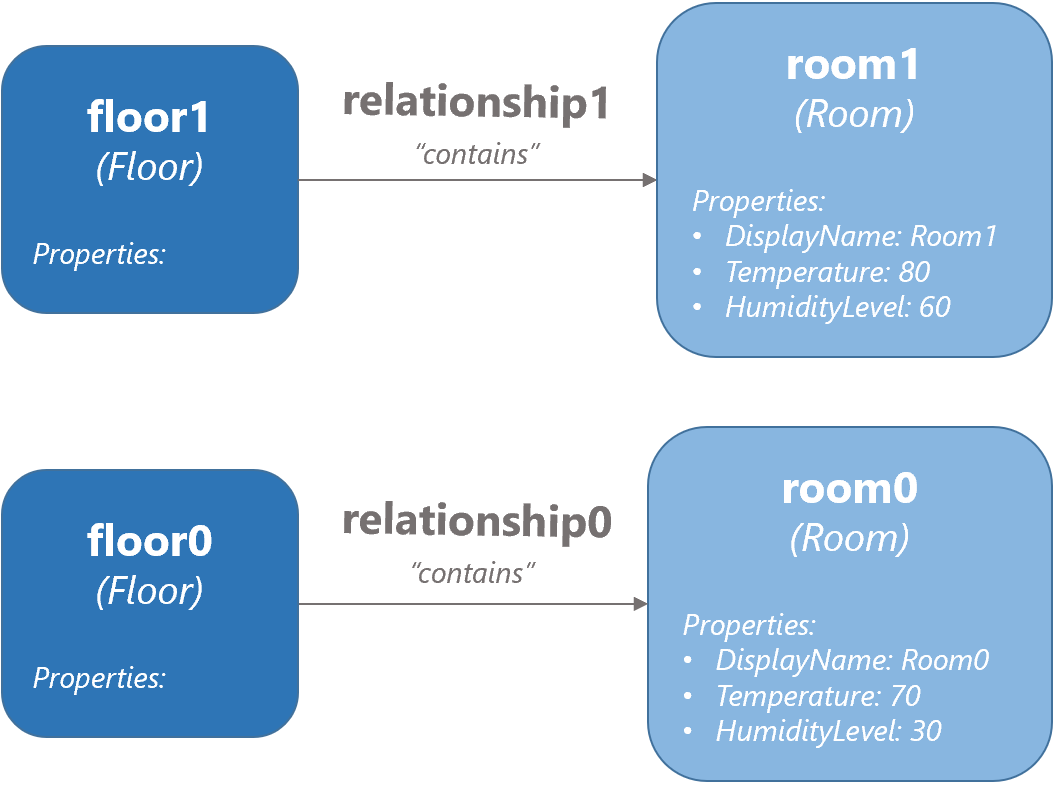 floor1
(Floor)
Properties:
relationship1
“contains”
room1
(Room)
Properties:
• DisplayName: Room1
• Temperature: 80
• HumidityLevel: 60
floor0
(Floor)
Properties:
relationship0
“contains”
room0
(Room)
Properties:
• DisplayName: Room0
• Temperature: 70
• HumidityLevel: 30